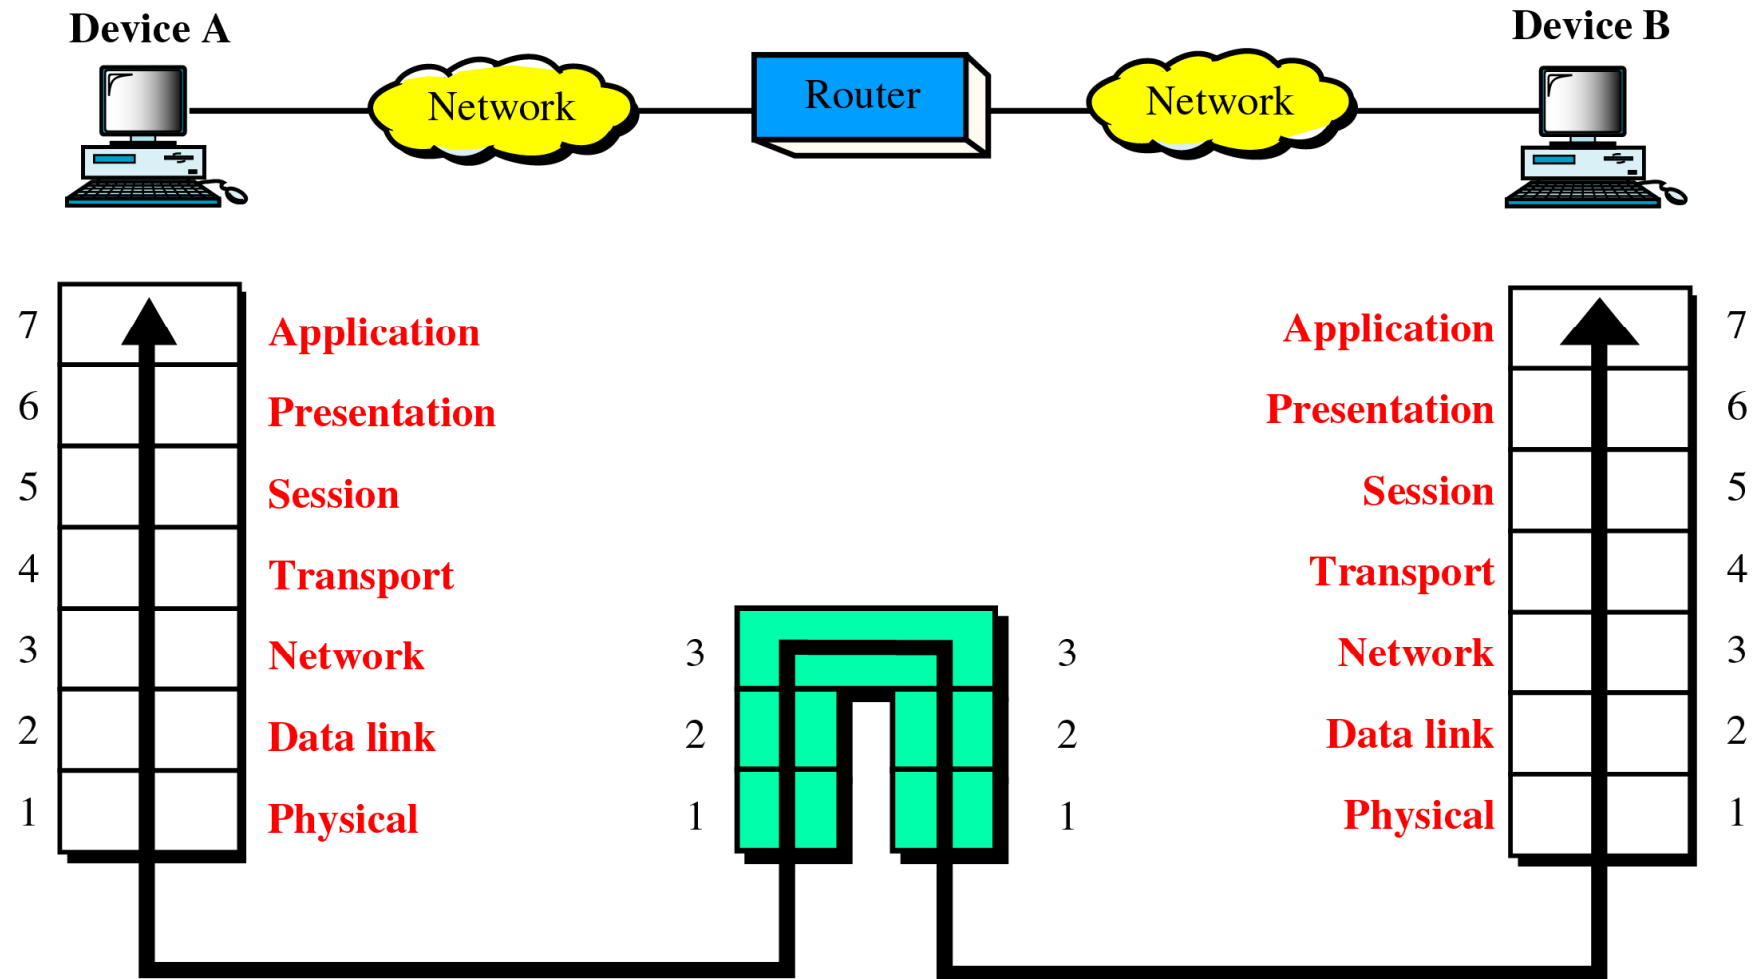 Device A
Device B
Network
Router
Network
7 Application
Application 7
6 Presentation
Presentation 6
5 Session
Session 5
4 Transport
Transport 4
3 Network
3
3
Network 3
2 Data link
2
2
Data link 2
1 Physical
1
1
Physical 1